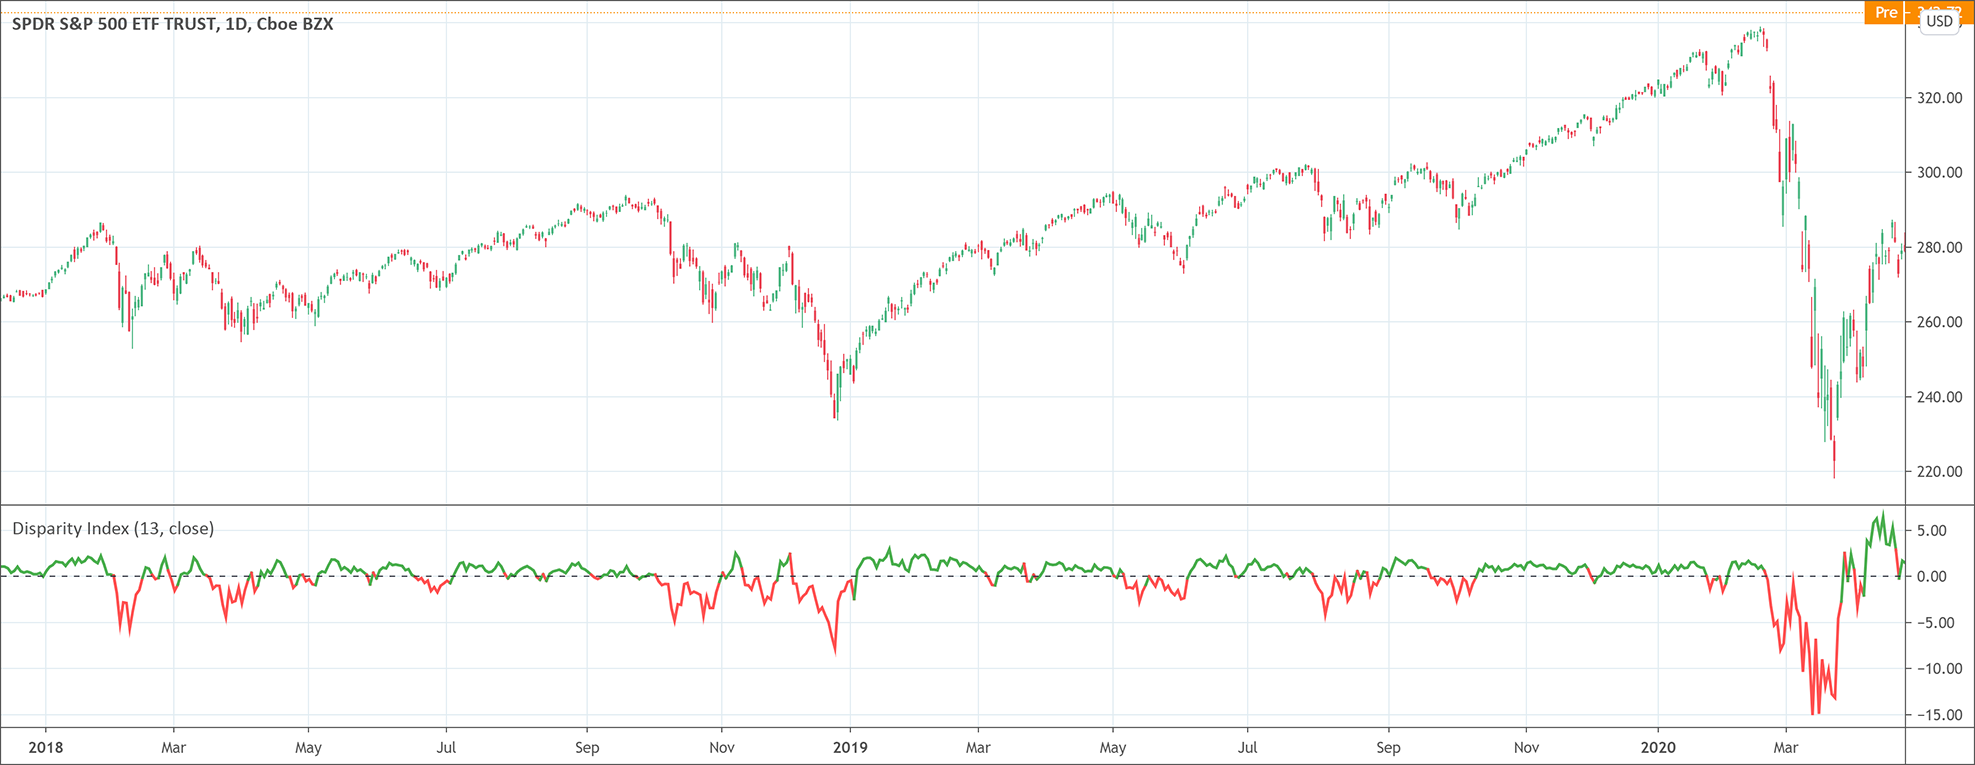 SPDR S&P 500 ETF TRUST, 1D, Cboe BZX
Pre
USD
320.00
300.00
280.00
260.00
240.00
220.00
Disparity Index (13, close)
5.00
0.00
−5.00
−10.00
−15.00
2018 Mar May Jul Sep Nov 2019 Mar May Jul Sep Nov 2020 Mar